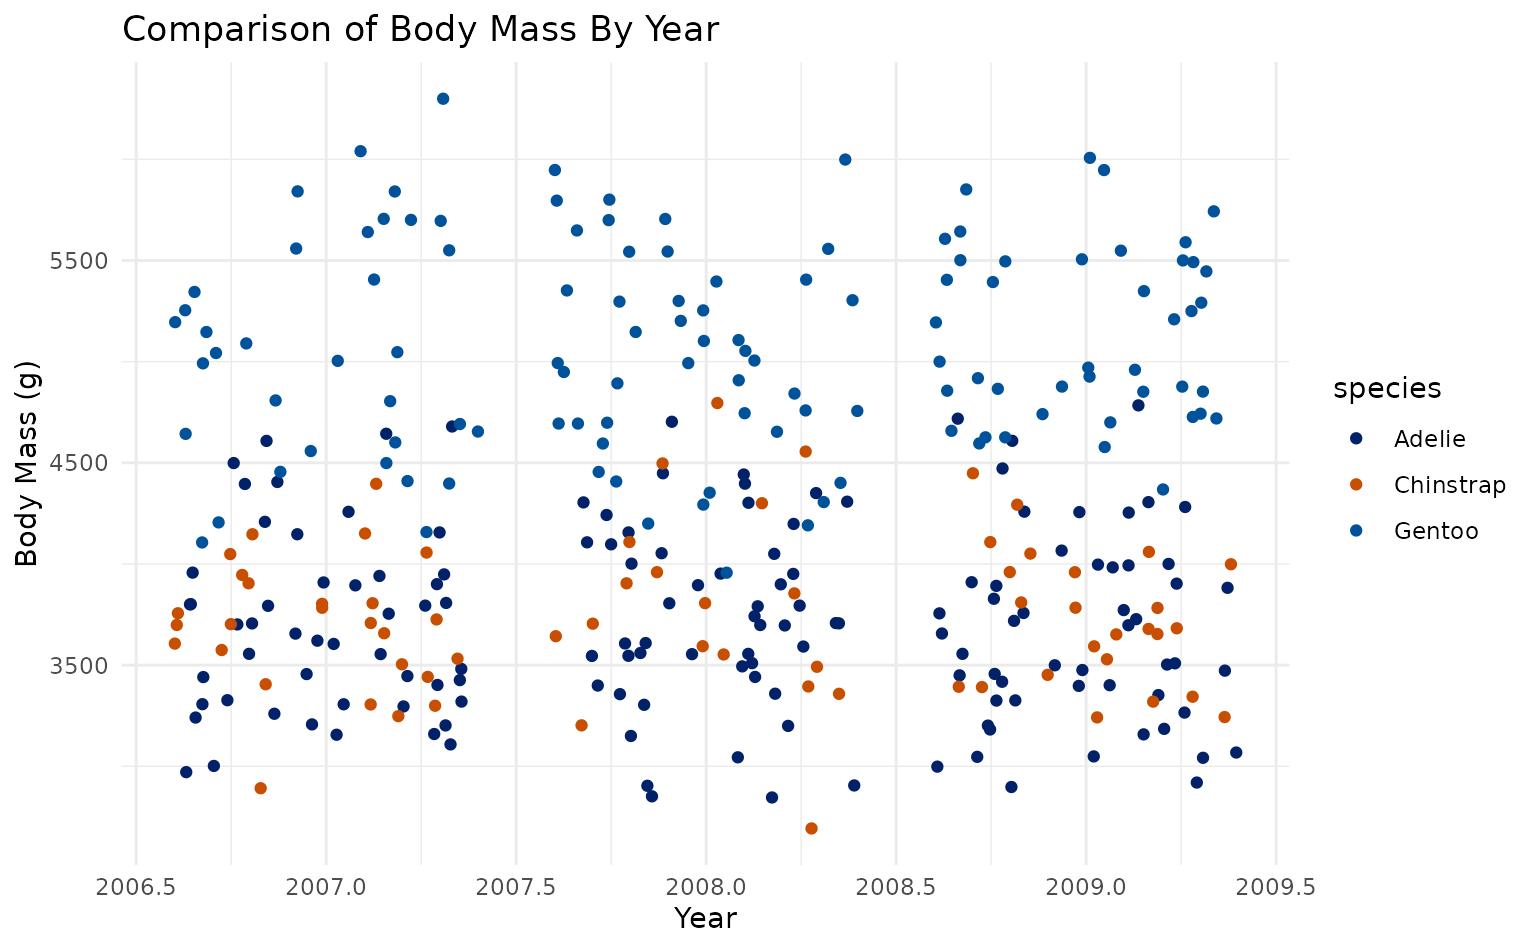 Comparison of Body Mass By Year
5500
4500
3500
Body Mass (g)
2006.5
2007.0
2007.5
2008.0
2008.5
2009.0
2009.5
Year
species
Adelie
Chinstrap
Gentoo